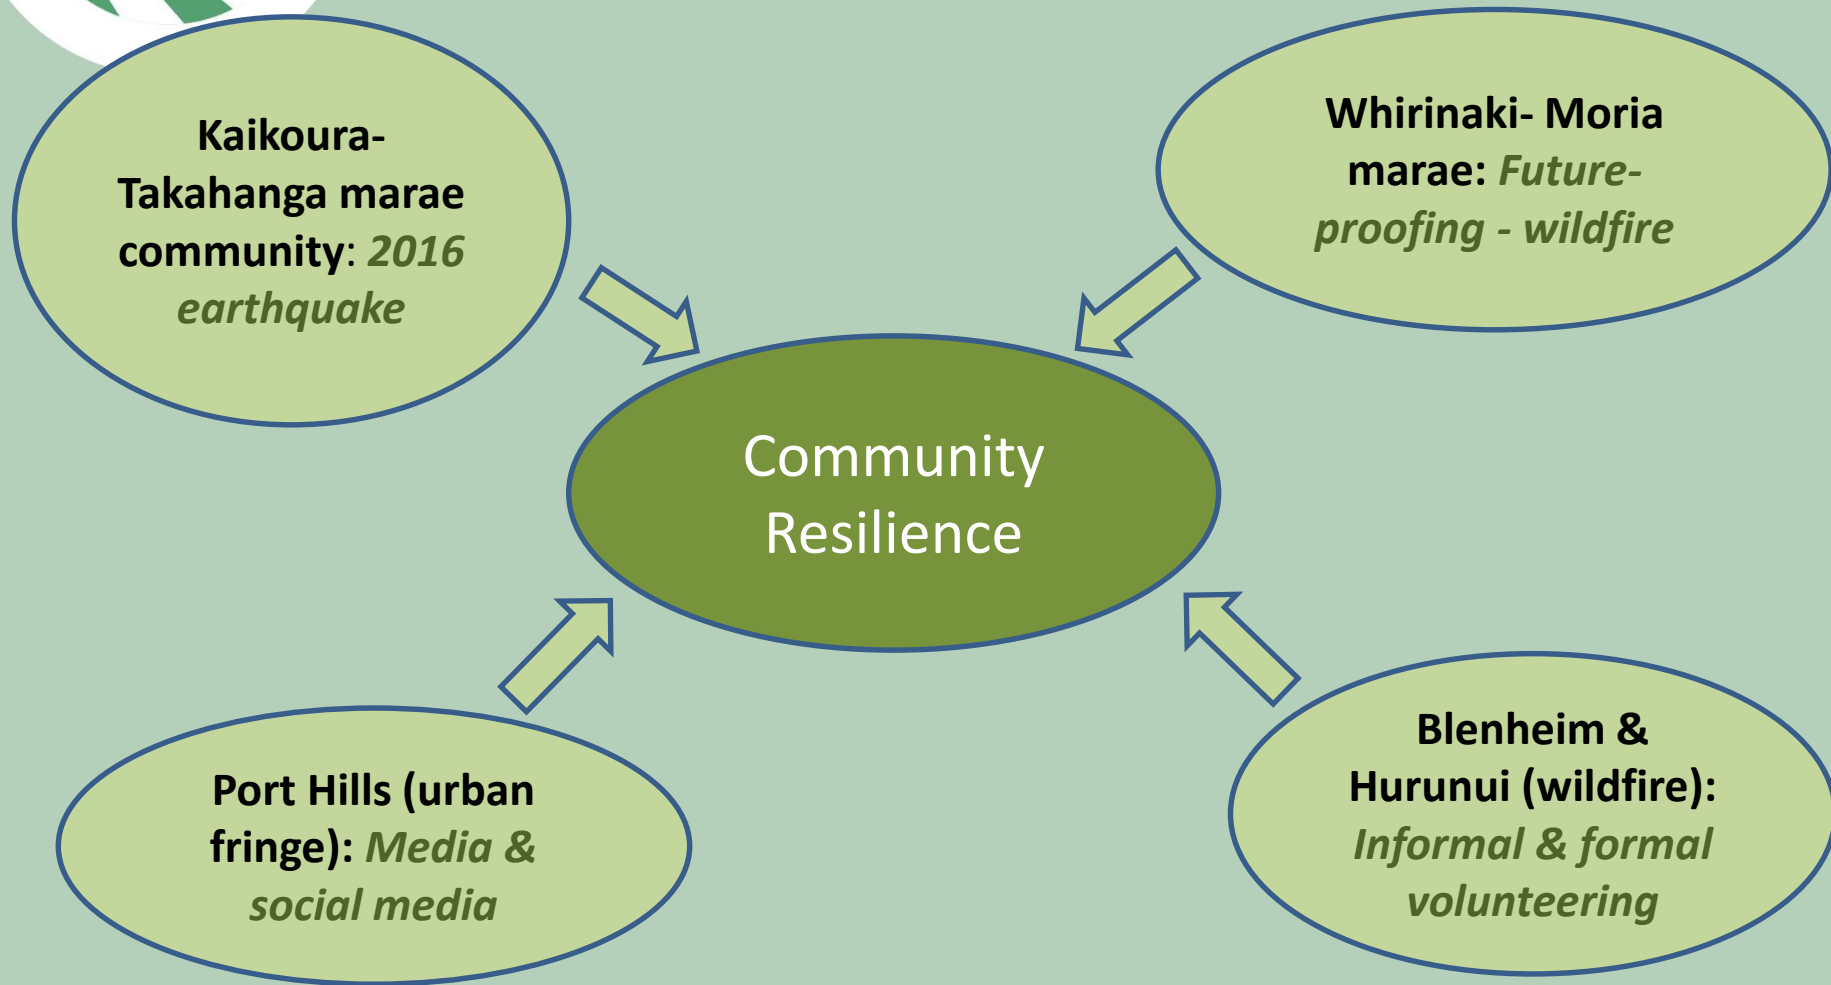 Kaikoura-
Takahanga marae
community: 2016
earthquake
Whirinaki- Moria
marae: Future-
proofing - wildfire
Community
Resilience
Port Hills (urban
fringe): Media &
social media
Blenheim &
Hurunui (wildfire):
Informal & formal
volunteering